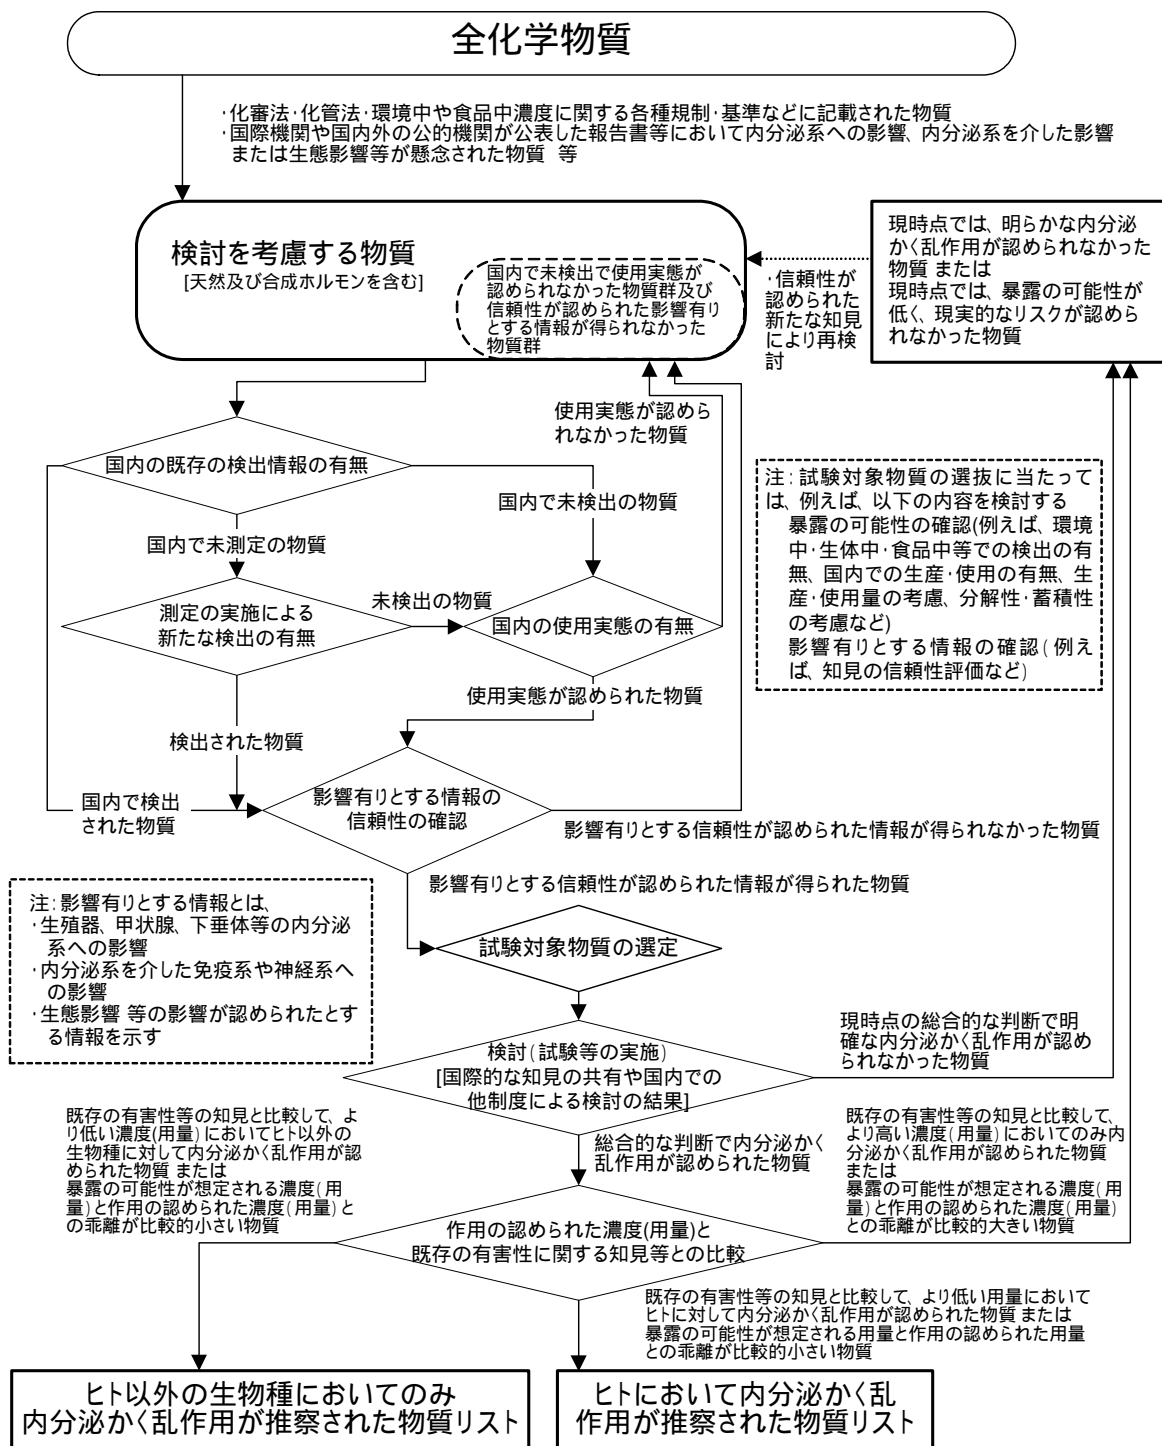 全化学物質
・化審法・化管法・環境中や食品中濃度に関する各種規制・基準などに記載された物質
・国際機関や国内外の公的機関が公表した報告書等において内分泌系への影響、内分泌系を介した影響
または生態影響等が懸念された物質 等
検討を考慮する物質
[天然及び合成ホルモンを含む]
国内で未検出で使用実態が
認められなかった物質群及び
信頼性が認められた影響有り
とする情報が得られなかった
物質群
・信頼性が
認められた
新たな知見
により再検
討
現時点では、明らかな内分泌
かく乱作用が認められなかった
物質 または
現時点では、暴露の可能性が
低く、現実的なリスクが認めら
れなかった物質
使用実態が認めら
れなかった物質
国内の既存の検出情報の有無
国内で未検出の物質
国内で未測定の物質
測定の実施による
新たな検出の有無
未検出の物質
国内の使用実態の有無
注:試験対象物質の選抜に当たって
は、例えば、以下の内容を検討する
暴露の可能性の確認(例えば、環境
中・生体中・食品中等での検出の有
無、国内での生産・使用の有無、生
産・使用量の考慮、分解性・蓄積性
の考慮など)
影響有りとする情報の確認(例え
ば、知見の信頼性評価など)
使用実態が認められた物質
検出された物質
国内で検出
された物質
影響有りとする情報の
信頼性の確認
影響有りとする信頼性が認められた情報が得られなかった物質
影響有りとする信頼性が認められた情報が得られた物質
注:影響有りとする情報とは、
・生殖器、甲状腺、下垂体等の内分泌
系への影響
・内分泌系を介した免疫系や神経系へ
の影響
・生態影響 等の影響が認められたとす
る情報を示す
試験対象物質の選定
検討(試験等の実施)
[国際的な知見の共有や国内での
他制度による検討の結果]
現時点の総合的な判断で明
確な内分泌かく乱作用が認め
られなかった物質
既存の有害性等の知見と比較して、よ
り低い濃度(用量)においてヒト以外の
生物種に対して内分泌かく乱作用が認
められた物質 または
暴露の可能性が想定される濃度(用
量)と作用の認められた濃度(用量)と
の乖離が比較的小さい物質
総合的な判断で内分泌かく
乱作用が認められた物質
既存の有害性等の知見と比較して、
より高い濃度(用量)においてのみ内
分泌かく乱作用が認められた物質
または
暴露の可能性が想定される濃度(用
量)と作用の認められた濃度(用量)
との乖離が比較的大きい物質
作用の認められた濃度(用量)と
既存の有害性に関する知見等との比較
既存の有害性等の知見と比較して、より低い用量において
ヒトに対して内分泌かく乱作用が認められた物質 または
暴露の可能性が想定される用量と作用の認められた用量
との乖離が比較的小さい物質
ヒト以外の生物種においてのみ
内分泌かく乱作用が推察された物質リスト
ヒトにおいて内分泌かく乱
作用が推察された物質リスト